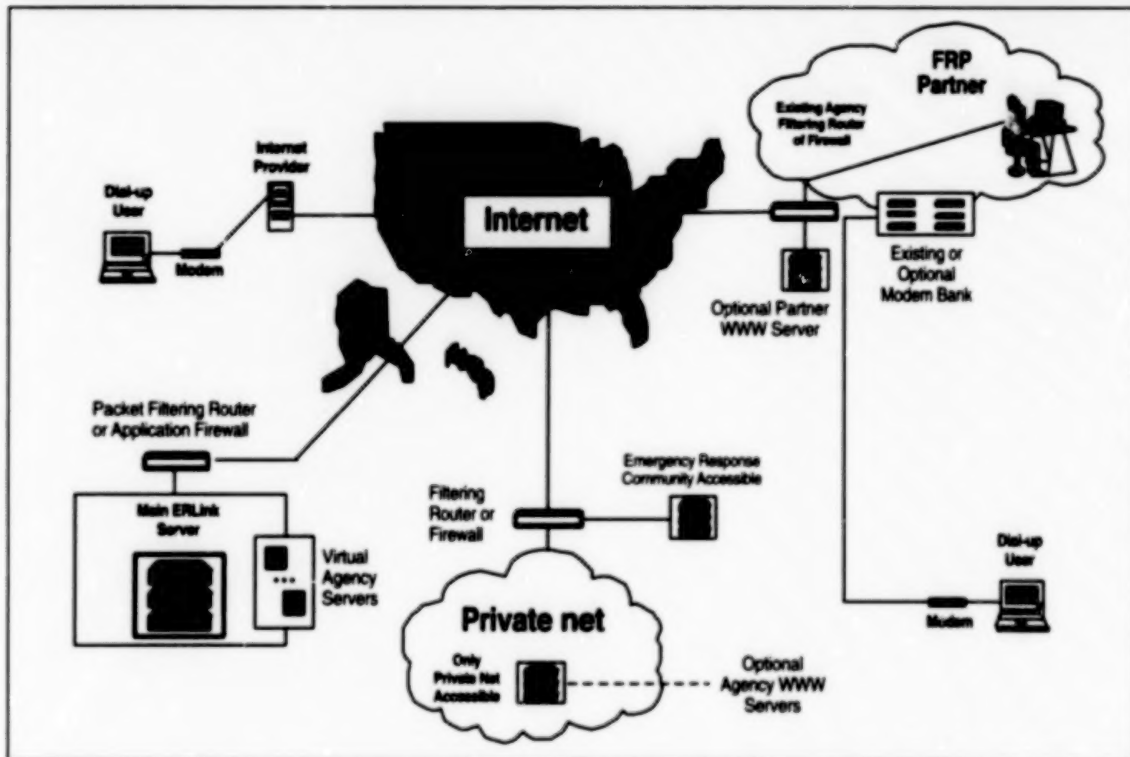 FRP
Partner
Existing Agency
Filtering Router
of Firewall
Internet
Provider
Dial-up
User
Modem
Internet
Existing or
Optional
Modem Bank
Optional Partner
WWW Server
Packet Filtering Router
or Application Firewall
Main ERLink
Server
Virtual
Agency
Servers
Emergency Response
Community Accessible
Filtering
Router or
Firewall
Dial-up
User
Modem
Private net
Only
Private Net
Accessible
Optional
Agency WWW
Servers